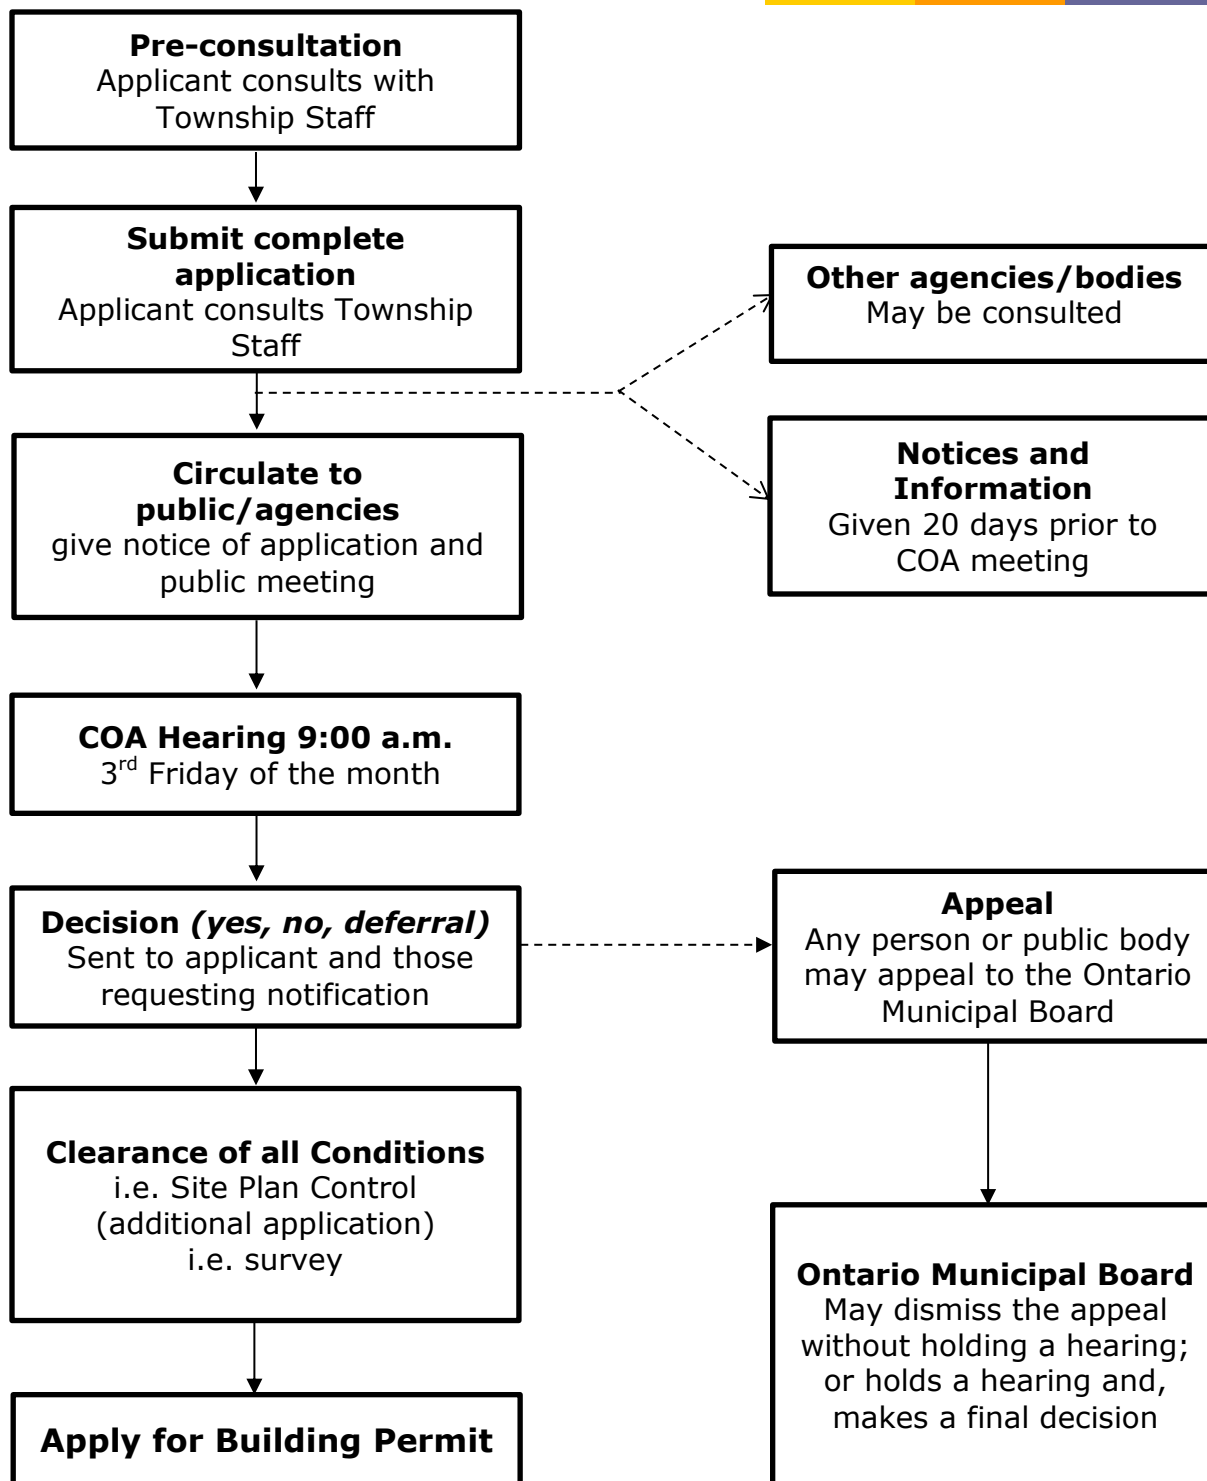 Pre-consultation
Applicant consults with
Township Staff
Submit complete
application
Applicant consults Township
Staff
Other agencies/bodies
May be consulted
Circulate to
public/agencies
give notice of application and
public meeting
Notices and
Information
Given 20 days prior to
COA meeting
COA Hearing 9:00 a.m.
3rd Friday of the month
Decision (yes, no, deferral)
Sent to applicant and those
requesting notification
Appeal
Any person or public body
may appeal to the Ontario
Municipal Board
Clearance of all Conditions
i.e. Site Plan Control
(additional application)
i.e. survey
Ontario Municipal Board
May dismiss the appeal
without holding a hearing;
or holds a hearing and,
makes a final decision
Apply for Building Permit